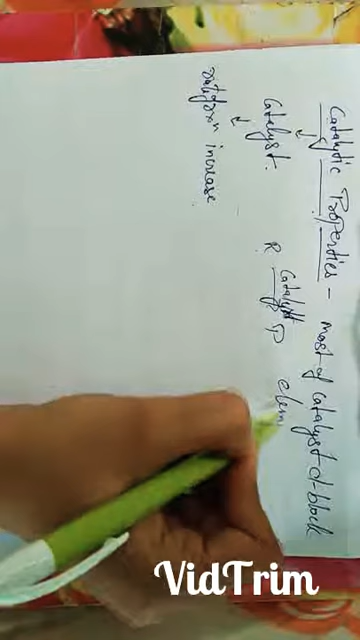 Catalytic Properties - most of catalyst d-block
elem
Catalyst.
R Catalyst P
rate of rxⁿ increase
VidTrim